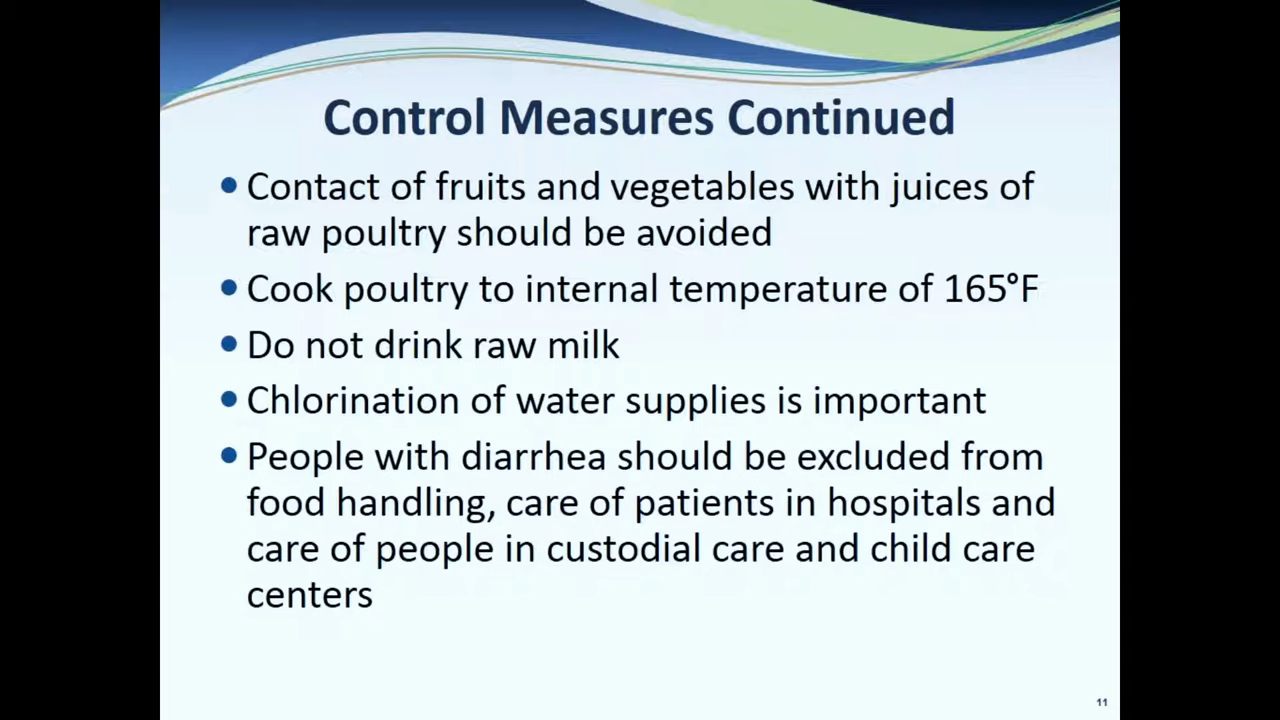 Control Measures Continued
• Contact of fruits and vegetables with juices of
raw poultry should be avoided
• Cook poultry to internal temperature of 165°F
• Do not drink raw milk
• Chlorination of water supplies is important
• People with diarrhea should be excluded from
food handling, care of patients in hospitals and
care of people in custodial care and child care
centers
11